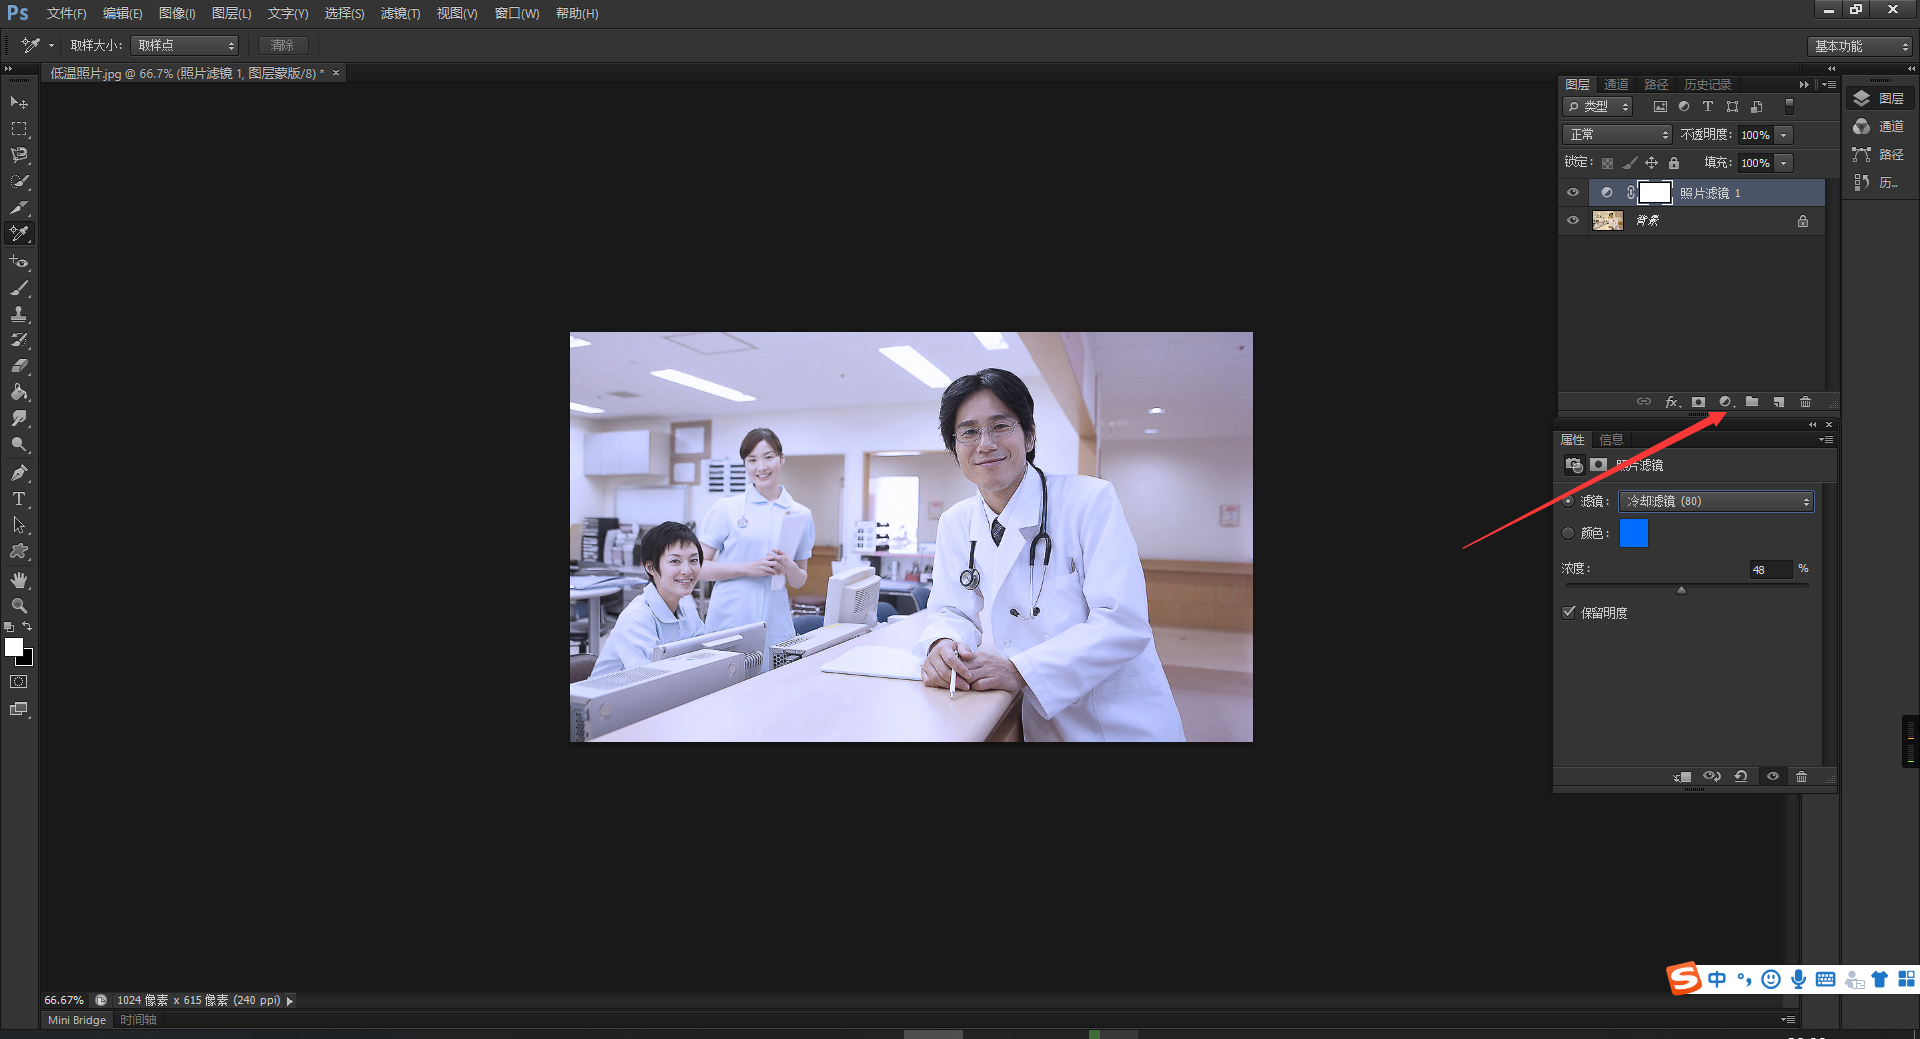 Ps 文件(F) 编辑(E) 图像(I) 图层(L) 文字(Y) 选择(S) 滤镜(T) 视图(V) 窗口(W) 帮助(H)
取样大小: 取样点 清除 基本功能
低温照片.jpg @ 66.7% (照片滤镜 1, 图层蒙版/8) *
图层 通道 路径 历史记录
类型
正常 不透明度: 100%
锁定: 填充: 100%
照片滤镜 1
背景
图层
通道
路径
历...
fx
属性 信息
照片滤镜
滤镜: 冷却滤镜 (80)
颜色:
浓度: 48 %
保留明度
66.67% 1024 像素 x 615 像素 (240 ppi)
Mini Bridge 时间轴
S 中